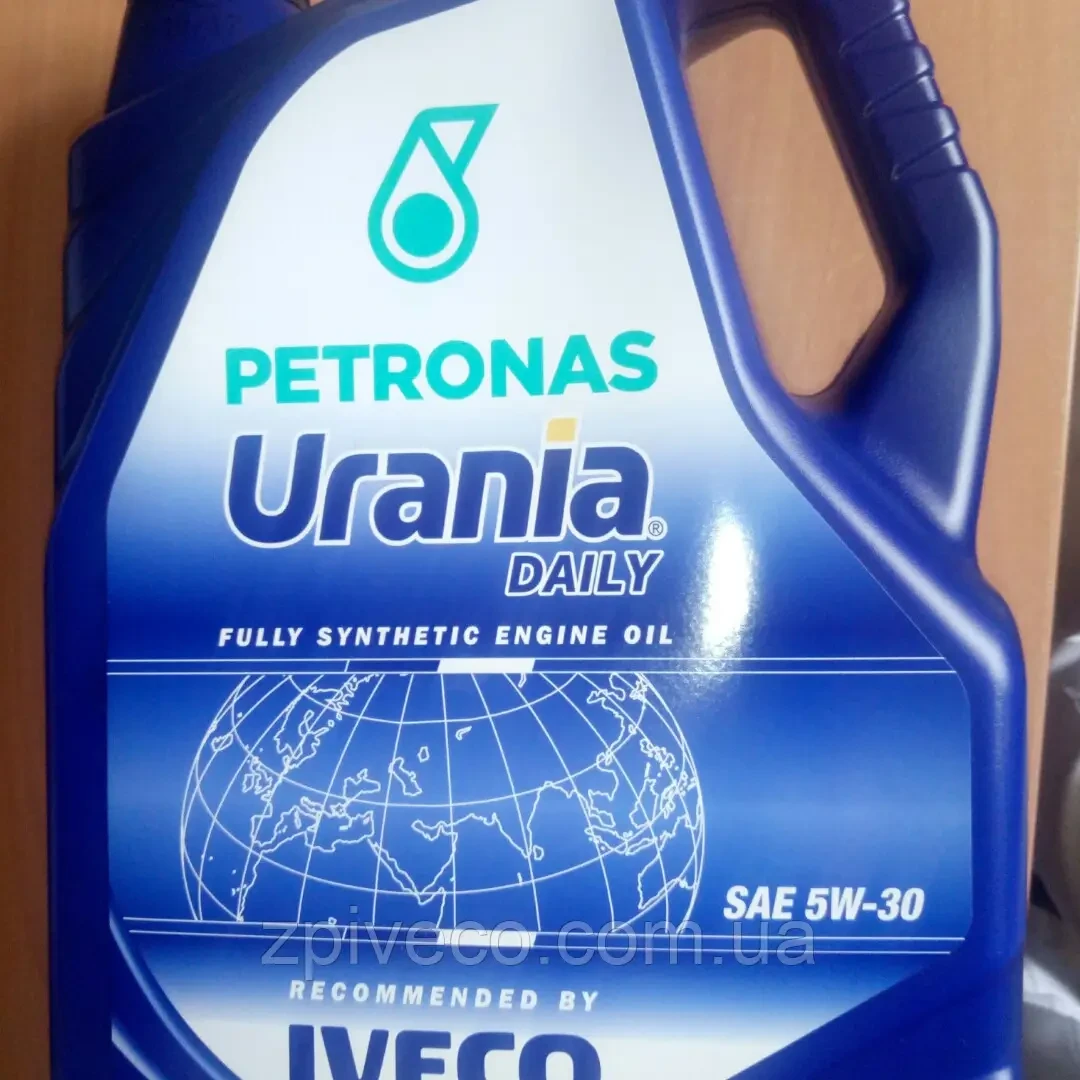 PETRONAS
Urania®
DAILY
FULLY SYNTHETIC ENGINE OIL
SAE 5W-30
zpiveco.com.ua
RECOMMENDED BY
IVECO